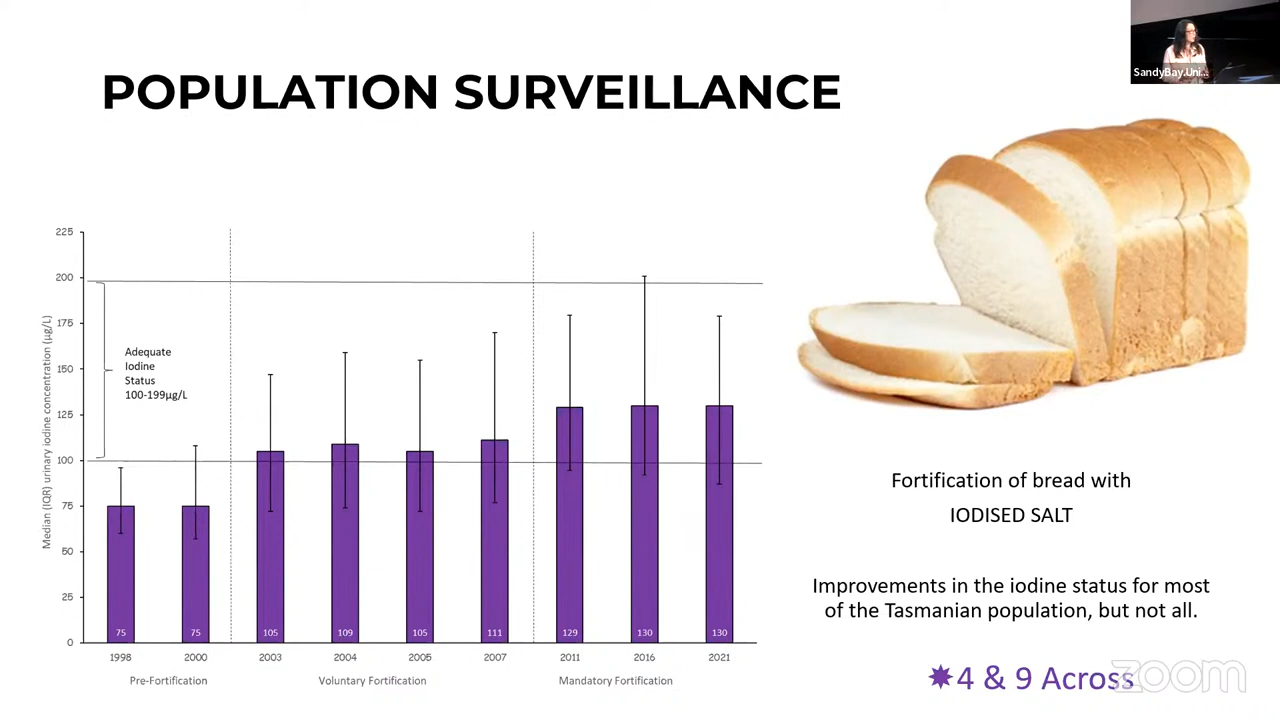 SandyBay.Uni...
POPULATION SURVEILLANCE
Median (IQR) urinary iodine concentration (µg/L)
225
200
175
150
125
100
75
50
25
0
Adequate
Iodine
Status
100-199µg/L
75
75
105
109
105
111
129
130
130
1998
2000
2003
2004
2005
2007
2011
2016
2021
Pre-Fortification
Voluntary Fortification
Mandatory Fortification
Fortification of bread with
IODISED SALT
Improvements in the iodine status for most
of the Tasmanian population, but not all.
4 & 9 Across
zoom